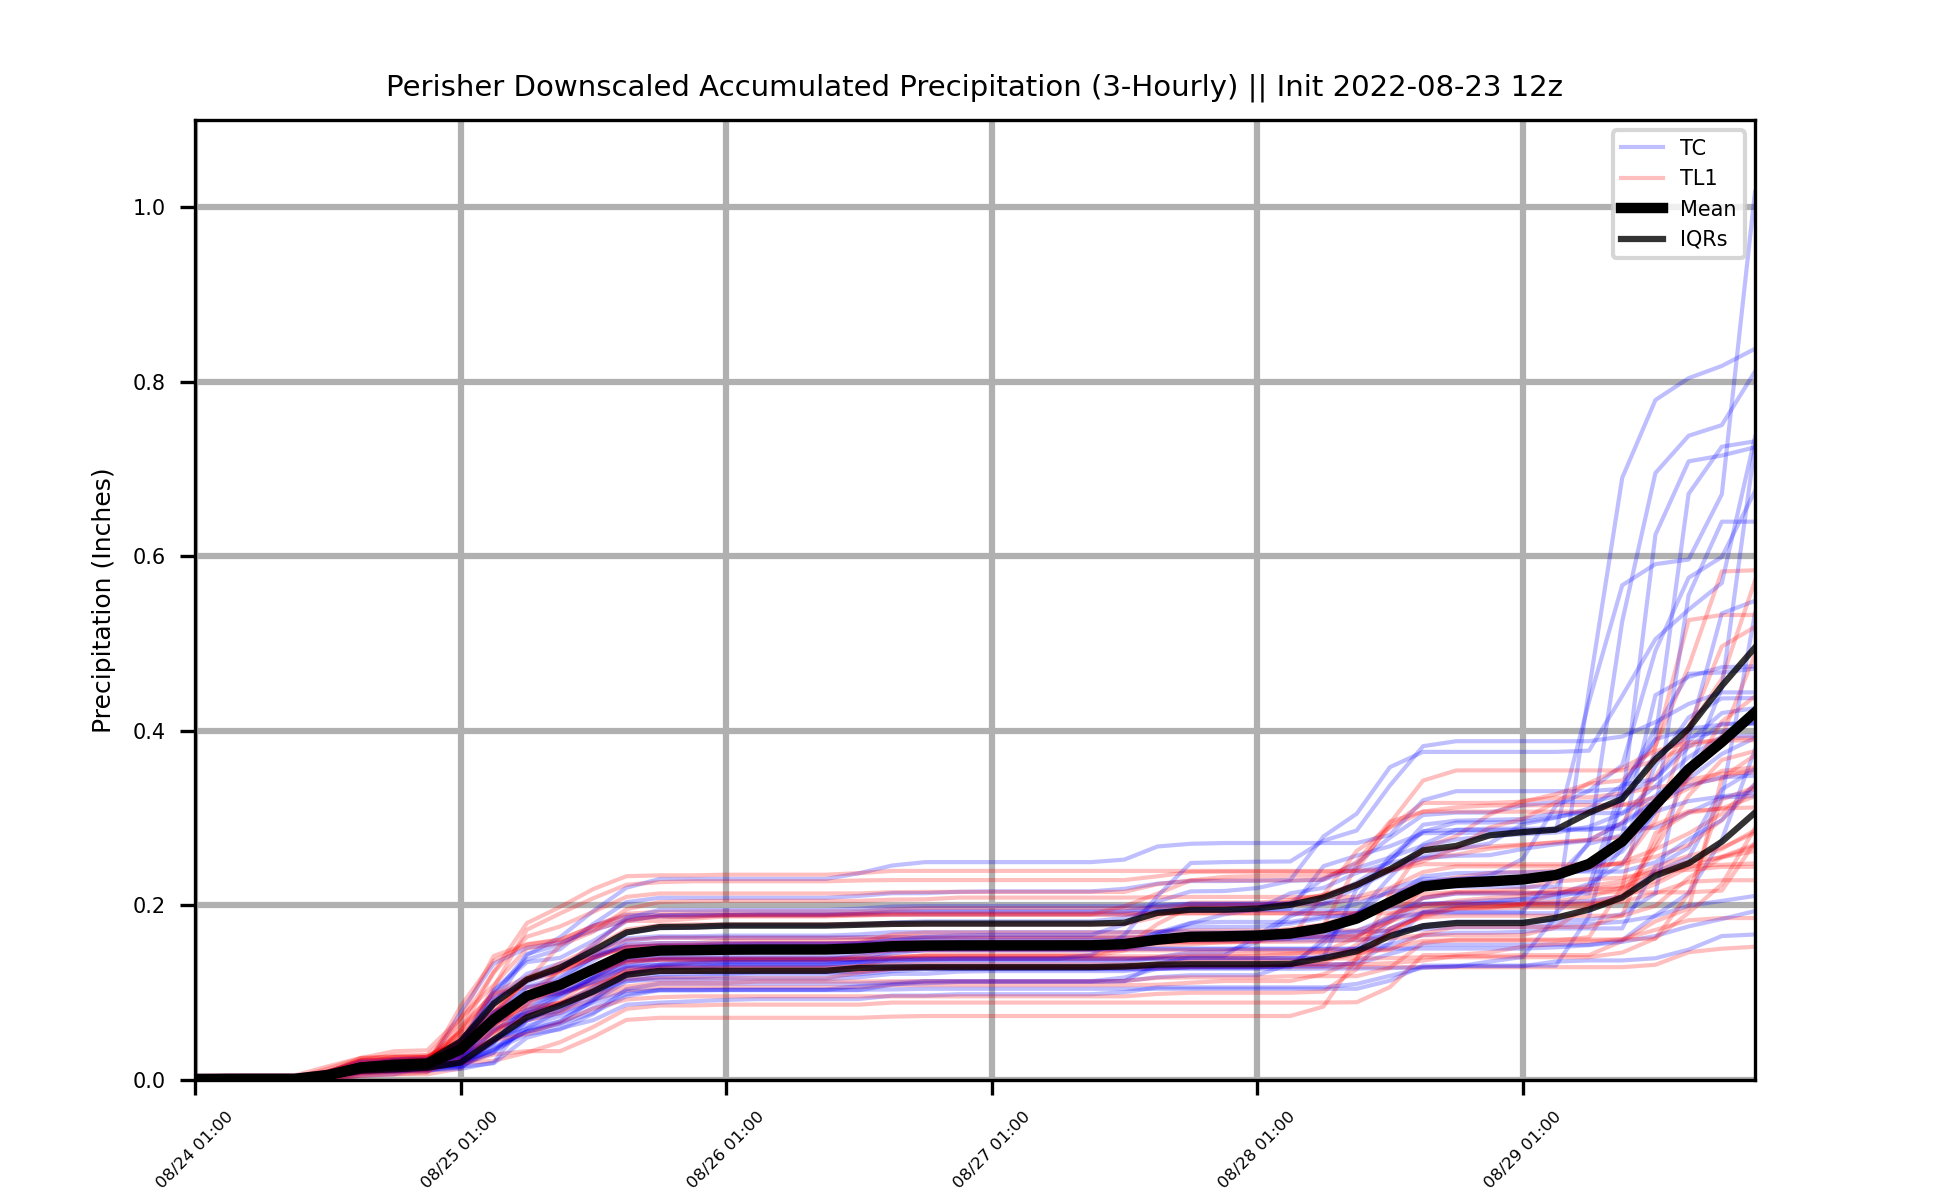 Perisher Downscaled Accumulated Precipitation (3-Hourly) || Init 2022-08-23 12z
TC
TL1
Mean
IQRs
Precipitation (Inches)
1.0
0.8
0.6
0.4
0.2
0.0
08/24 01:00
08/25 01:00
08/26 01:00
08/27 01:00
08/28 01:00
08/29 01:00